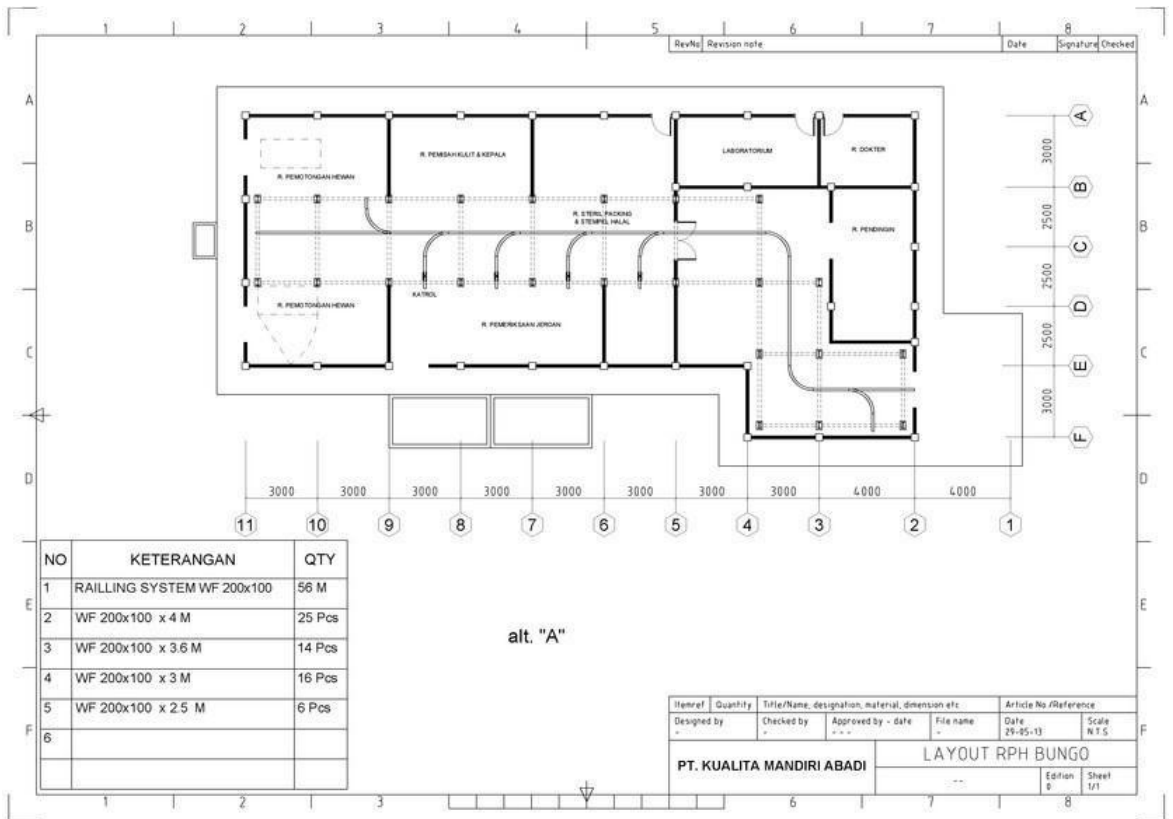 1 2 3 4 5 6 7 8
RevNo Revision note Date Signature Checked
A A
B B
C C
D D
E E
F F
R. PEMOTONGAN HEWAN
R. PEMISAH KULIT & KEPALA
LABORATORIUM
R. DOKTER
R. STERIL PACKING
& STEMPEL HALAL
R. PENDINGIN
KATROL
R. PEMOTONGAN HEWAN
R. PEMERIKSAAN JEROAN
A
3000
B
2500
C
2500
D
2500
E
3000
F
3000 3000 3000 3000 3000 3000 3000 3000 4000 4000
11 10 9 8 7 6 5 4 3 2 1
NO KETERANGAN QTY
1 RAILLING SYSTEM WF 200x100 56 M
2 WF 200x100 x 4 M 25 Pcs
3 WF 200x100 x 3.6 M 14 Pcs
4 WF 200x100 x 3 M 16 Pcs
5 WF 200x100 x 2.5 M 6 Pcs
6
alt. "A"
Itemref Quantity Title/Name, designation, material, dimension etc Article No./Reference
Designed by Checked by Approved by - date File name Date Scale
- - - - - - 29-05-13 N.T.S
PT. KUALITA MANDIRI ABADI
LAYOUT RPH BUNGO
-- Edition Sheet
0 1/1
1 2 3 6 7 8